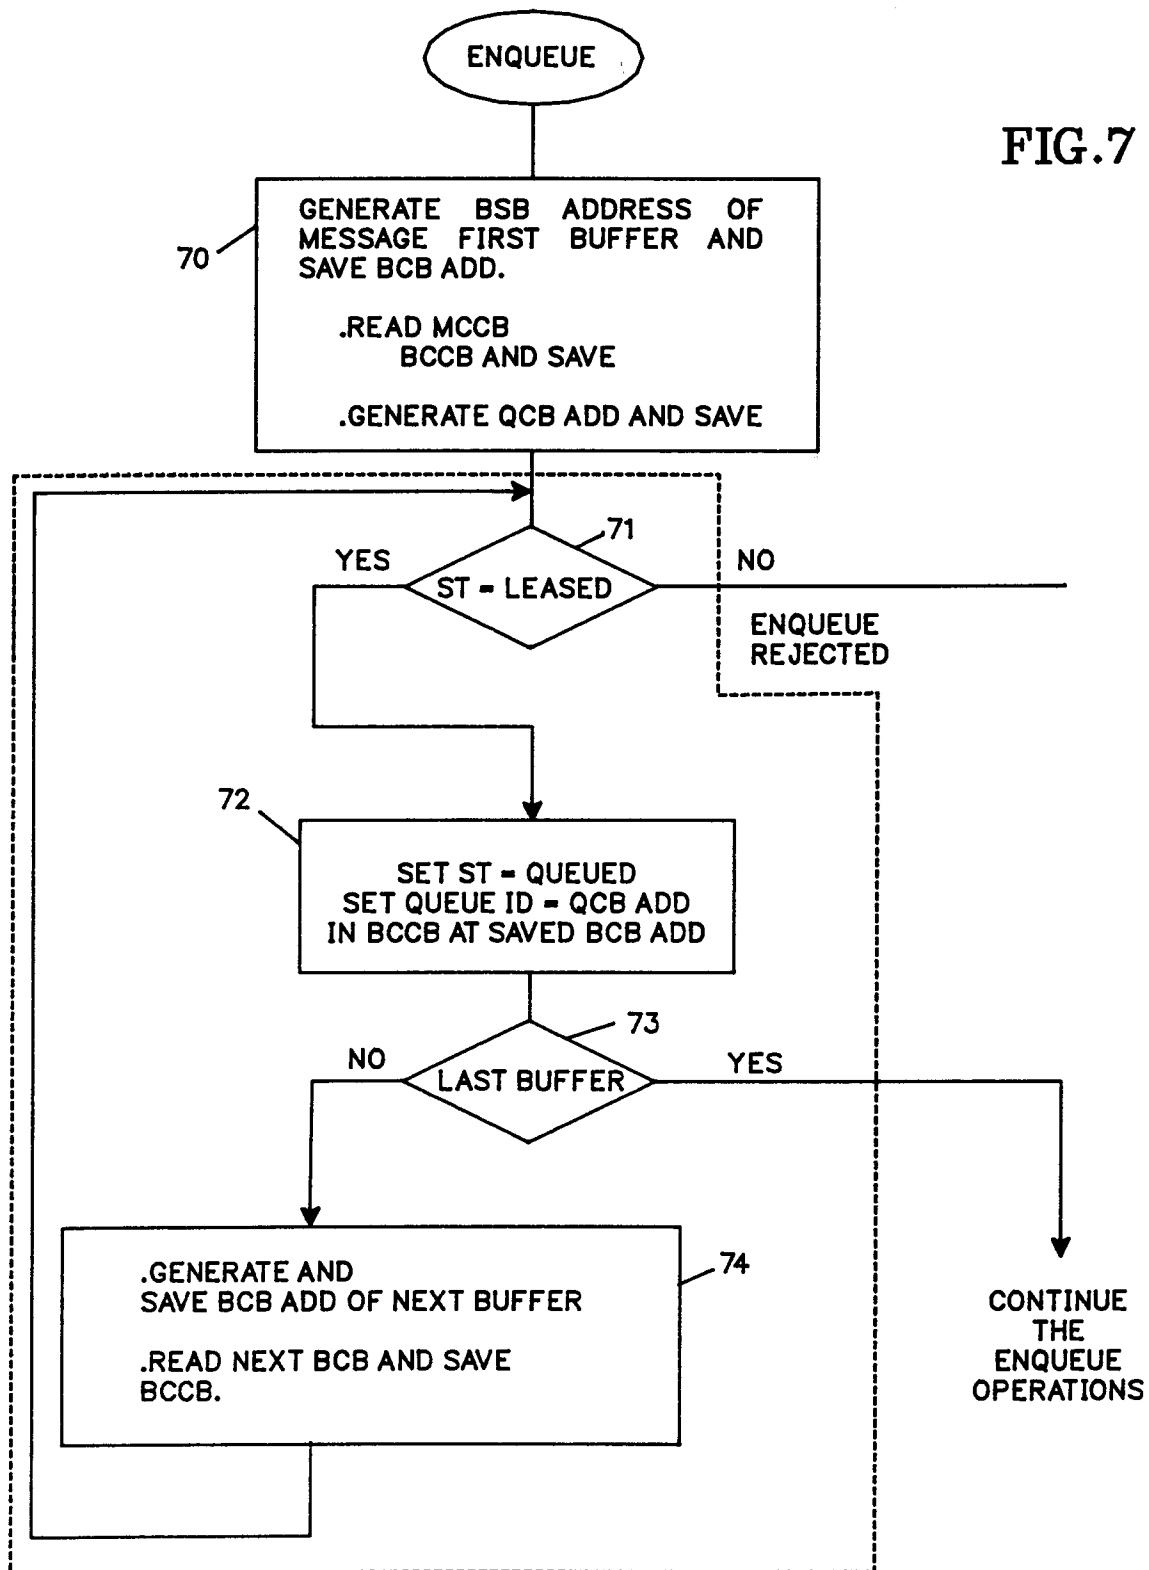 ENQUEUE
FIG.7
70
GENERATE BSB ADDRESS OF
MESSAGE FIRST BUFFER AND
SAVE BCB ADD.
.READ MCCB
BCCB AND SAVE
.GENERATE QCB ADD AND SAVE
71
YES
NO
ST = LEASED
ENQUEUE
REJECTED
72
SET ST = QUEUED
SET QUEUE ID = QCB ADD
IN BCCB AT SAVED BCB ADD
73
NO
YES
LAST BUFFER
74
.GENERATE AND
SAVE BCB ADD OF NEXT BUFFER
.READ NEXT BCB AND SAVE
BCCB.
CONTINUE
THE
ENQUEUE
OPERATIONS